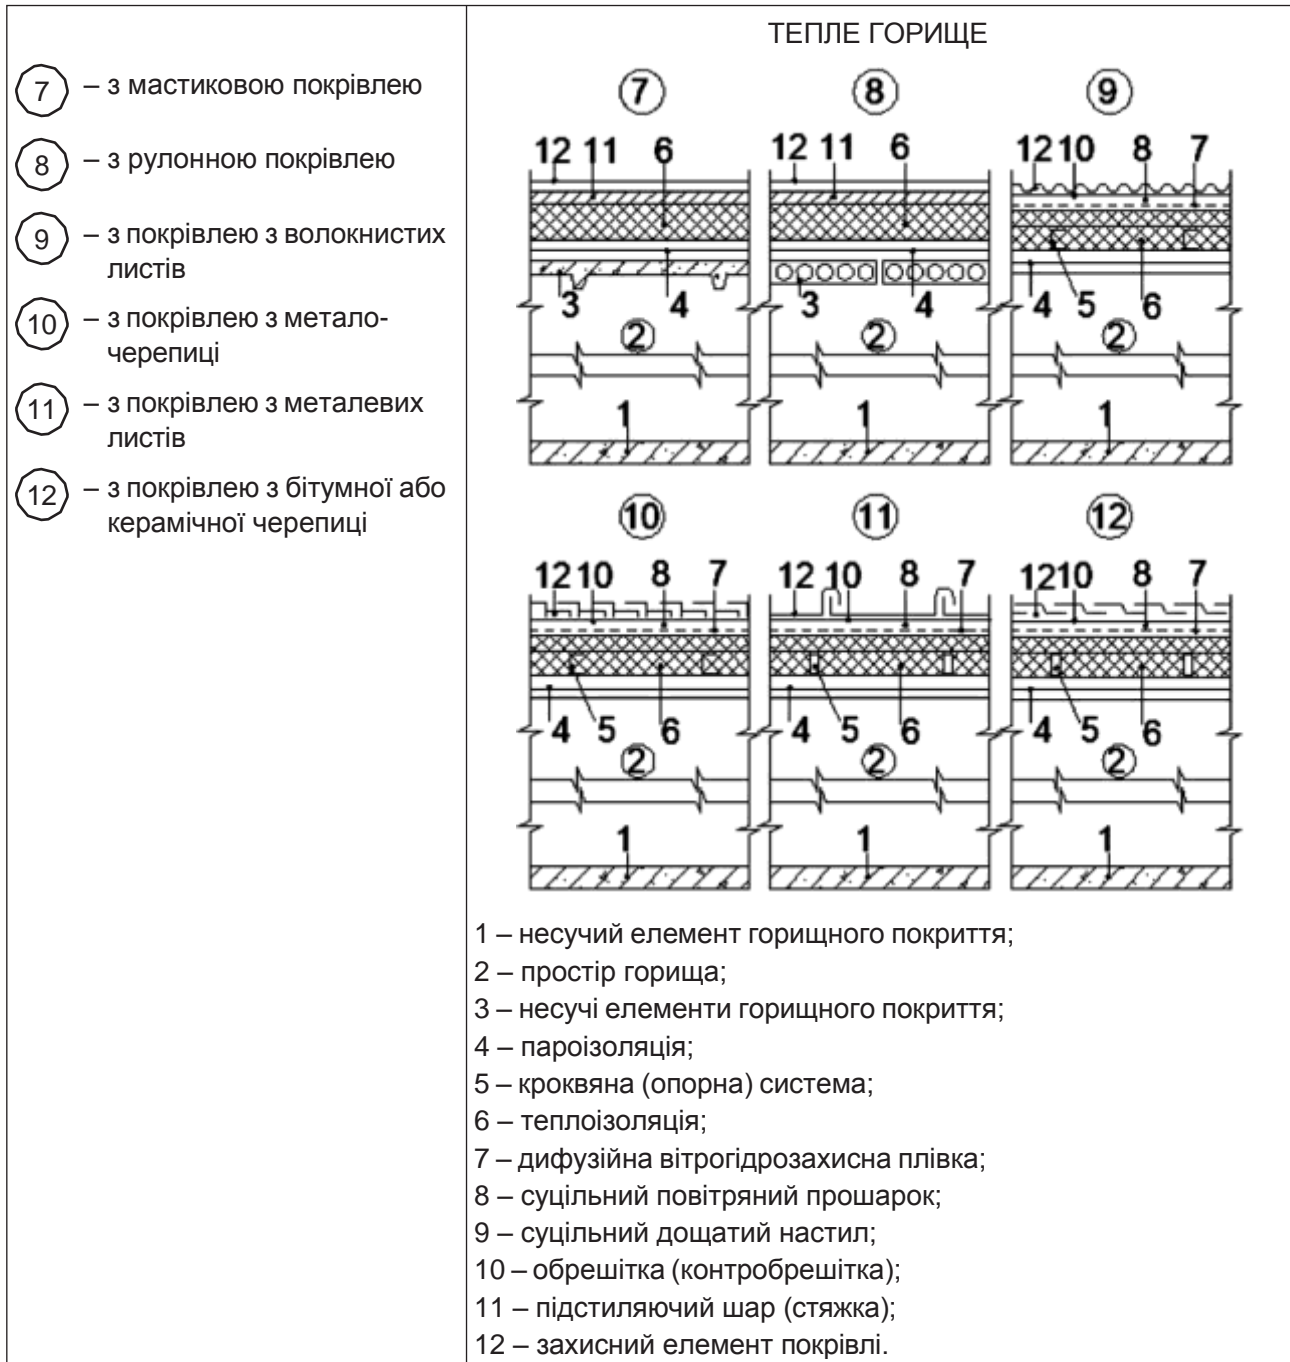 7 – з мастиковою покрівлею
8 – з рулонною покрівлею
9 – з покрівлею з волокнистих
листів
10 – з покрівлею з метало-
черепиці
11 – з покрівлею з металевих
листів
12 – з покрівлею з бітумної або
керамічної черепиці
ТЕПЛЕ ГОРИЩЕ
7 8 9
12 11 6 12 11 6 12 10 8 7
3 4 3 4 4 5 6
2 2 2
1 1 1
10 11 12
12 10 8 7 12 10 8 7 12 10 8 7
4 5 6 4 5 6 4 5 6
2 2 2
1 1 1
1 – несучий елемент горищного покриття;
2 – простір горища;
3 – несучі елементи горищного покриття;
4 – пароізоляція;
5 – кроквяна (опорна) система;
6 – теплоізоляція;
7 – дифузійна вітрогідрозахисна плівка;
8 – суцільний повітряний прошарок;
9 – суцільний дощатий настил;
10 – обрешітка (контробрешітка);
11 – підстиляючий шар (стяжка);
12 – захисний елемент покрівлі.